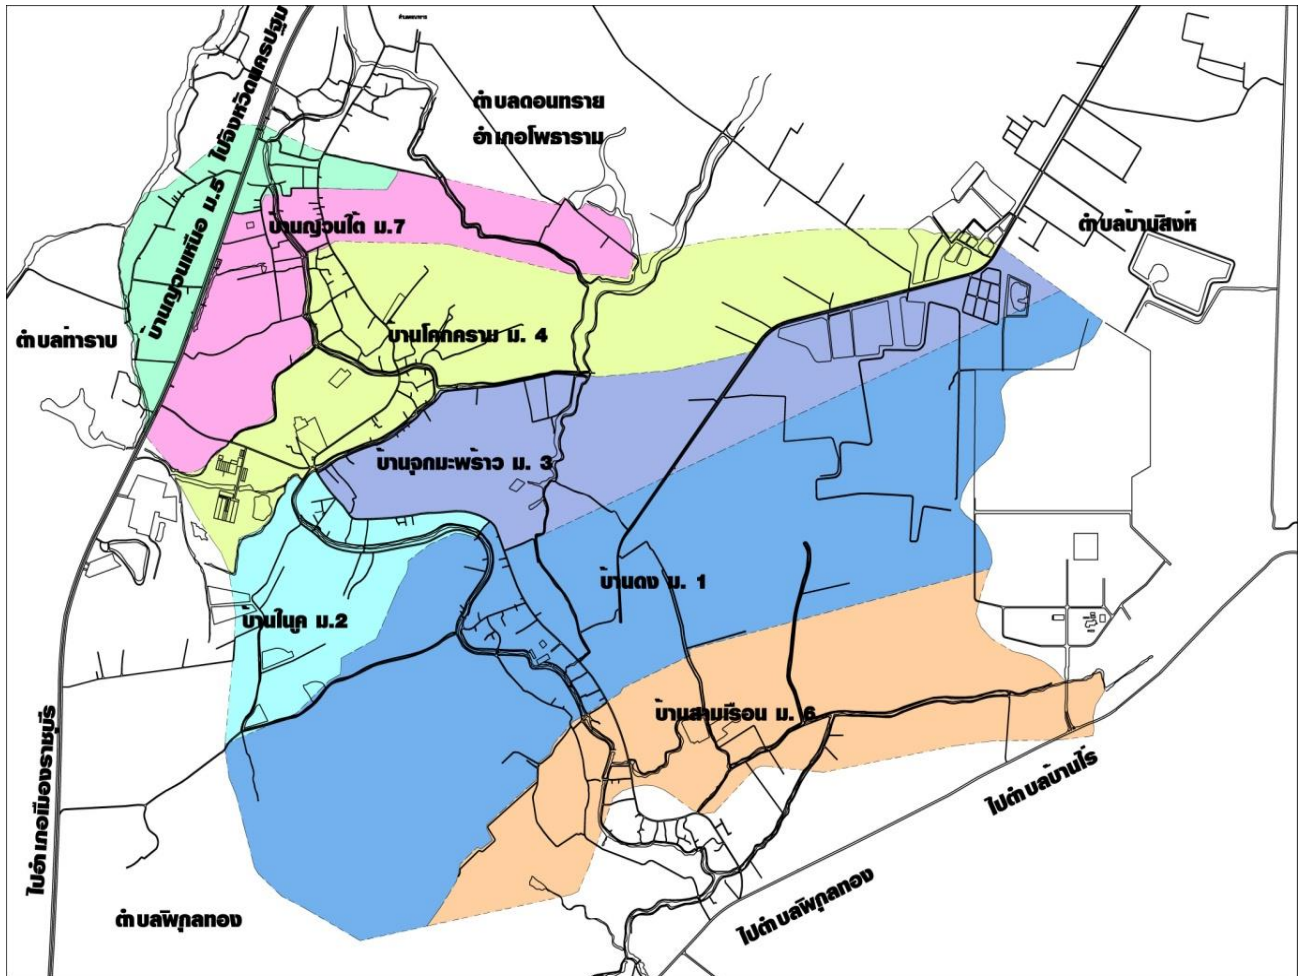 ไปจังหวัดนครปฐม
ตำบลดอนทราย
อำเภอโพธาราม
บ้านญวนเหนือ ม.5
บ้านญวนใต้ ม.7
ตำบลบ้านสิงห์
ตำบลท่าราบ
บ้านโคกคราม ม. 4
บ้านจุกมะพร้าว ม. 3
บ้านดง ม. 1
บ้านในคู ม.2
บ้านสามเรือน ม. 6
ไปอำเภอเมืองราชบุรี
ไปตำบลบ้านไร่
ไปตำบลพิกุลทอง
ตำบลพิกุลทอง